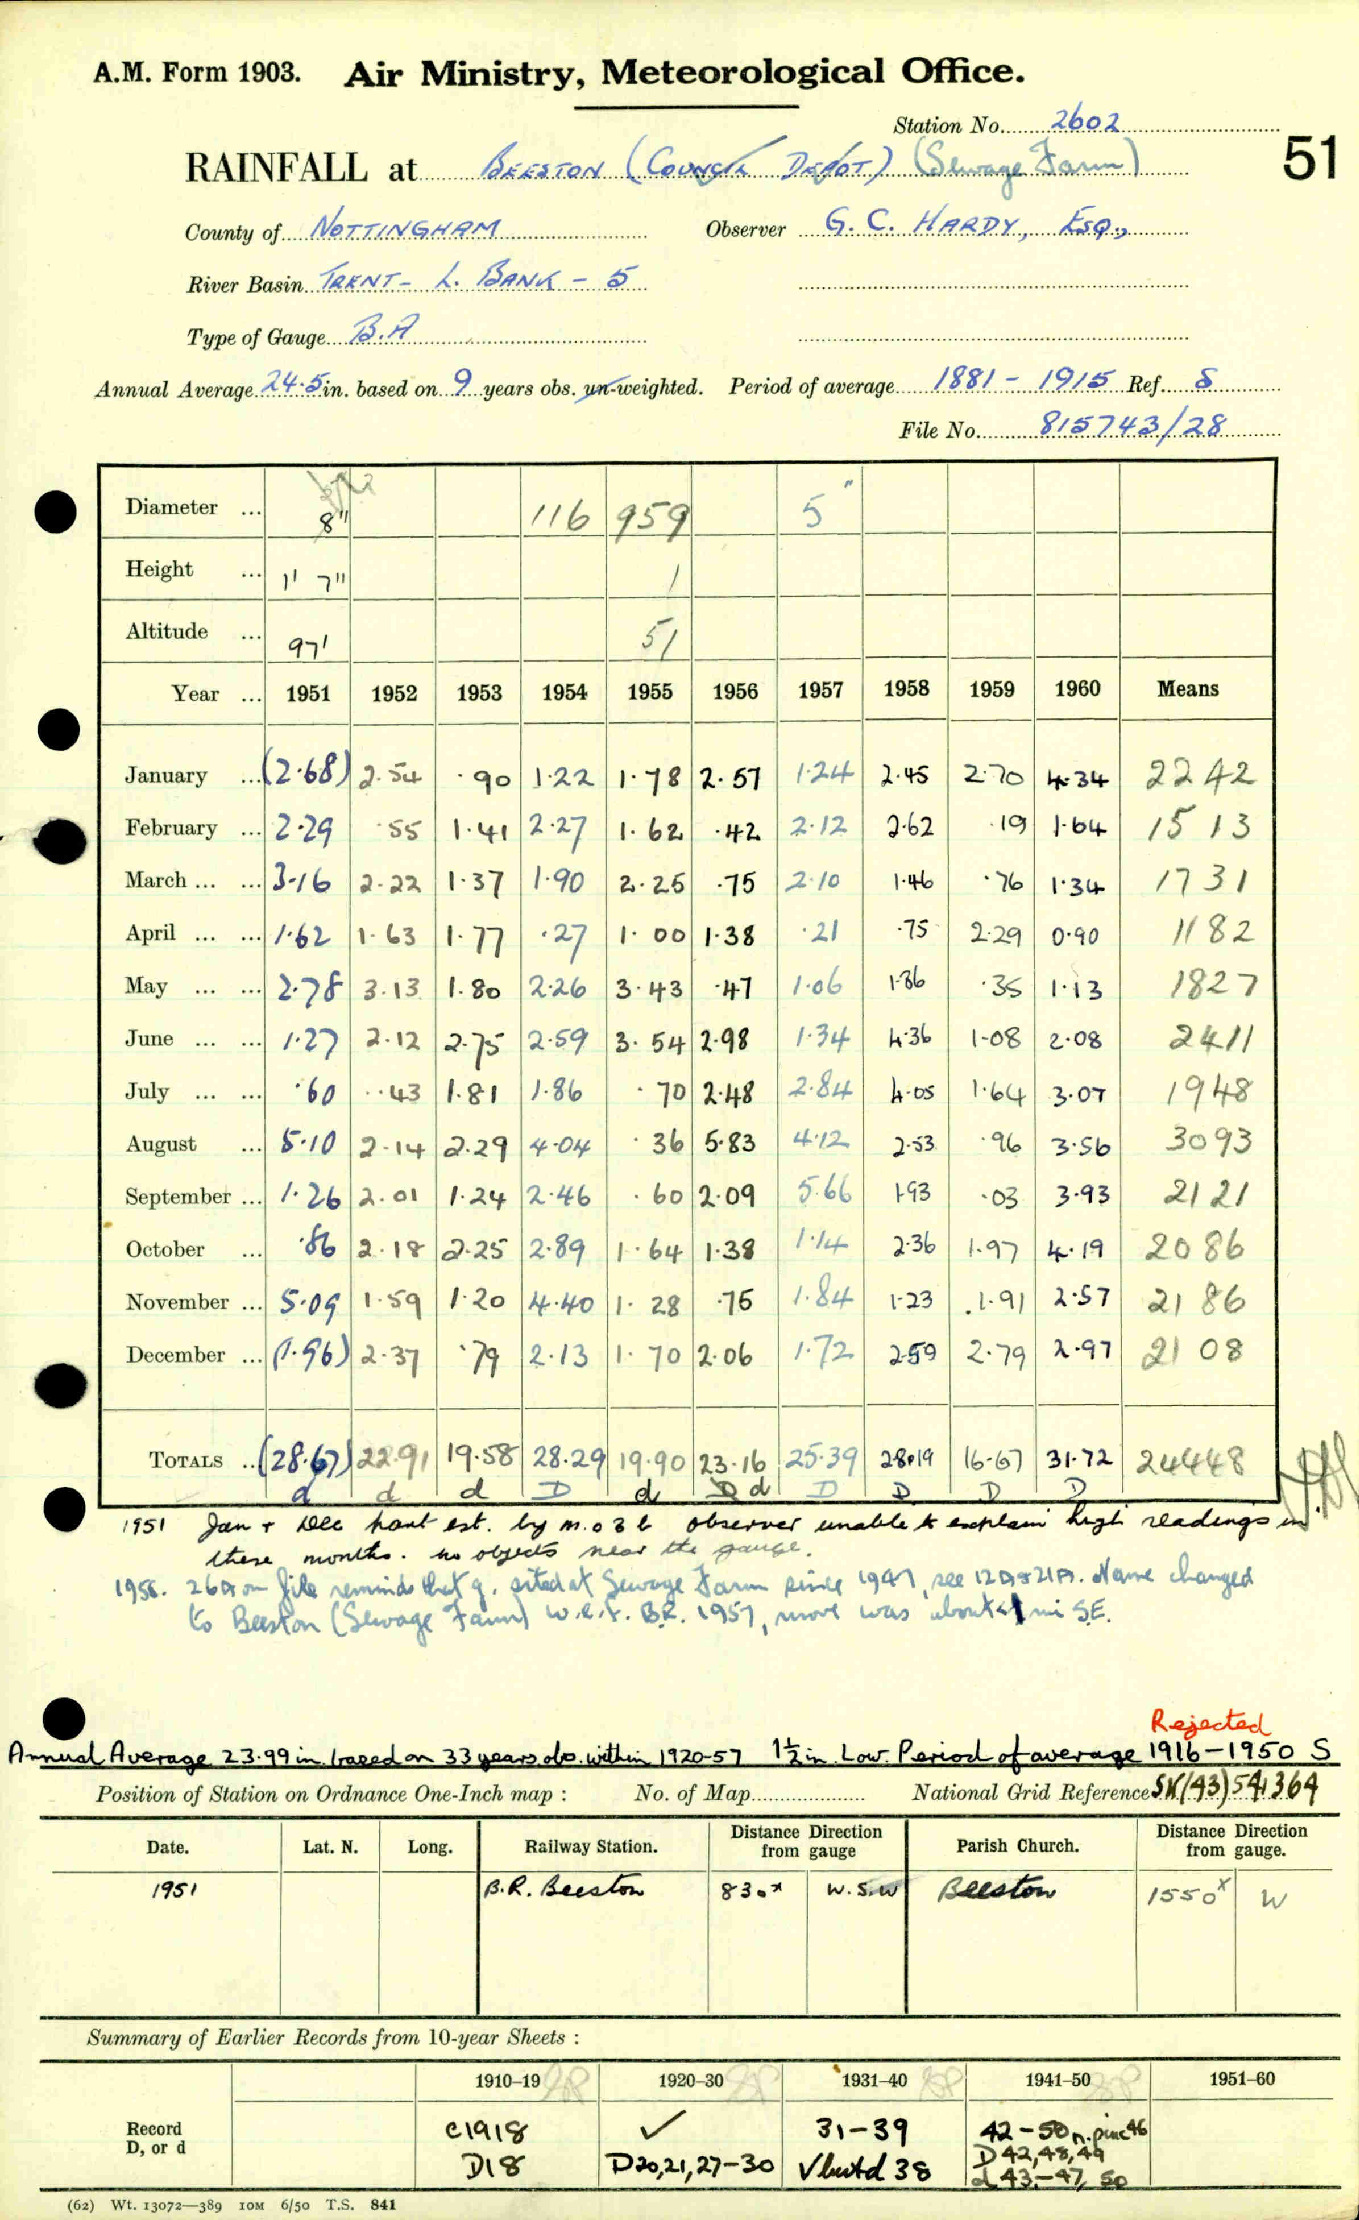 A.M. Form 1903. Air Ministry, Meteorological Office.
Station No. 2602
RAINFALL at BEESTON (COUNCIL DEPOT) (Sewage Farm) 51
County of NOTTINGHAM Observer G. C. HARDY, ESQ.,
River Basin TRENT - L. BANK - 5
Type of Gauge B.A
Annual Average 24.5 in. based on 9 years obs. un-weighted. Period of average 1881 - 1915 Ref. S
File No. 815743/28
Diameter ... 8" 116 959 5"
Height ... 1' 7" 1
Altitude ... 97' 51
Year ... 1951 1952 1953 1954 1955 1956 1957 1958 1959 1960 Means
January ... (2.68) 2.54 .90 1.22 1.78 2.57 1.24 2.45 2.70 4.34 2242
February ... 2.29 .55 1.41 2.27 1.62 .42 2.12 2.62 .19 1.64 1513
March ... ... 3.16 2.22 1.37 1.90 2.25 .75 2.10 1.46 .76 1.34 1731
April ... ... 1.62 1.63 1.77 .27 1.00 1.38 .21 .75 2.29 0.90 1182
May ... ... 2.78 3.13 1.80 2.26 3.43 .47 1.06 1.86 .35 1.13 1827
June ... ... 1.27 2.12 2.75 2.59 3.54 2.98 1.34 4.36 1.08 2.08 2411
July ... ... .60 .43 1.81 1.86 .70 2.48 2.84 4.05 1.64 3.07 1948
August ... 5.10 2.14 2.29 4.04 .36 5.83 4.12 2.53 .96 3.56 3093
September ... 1.26 2.01 1.24 2.46 .60 2.09 5.66 1.93 .03 3.93 2121
October ... .86 2.18 2.25 2.89 1.64 1.38 1.14 2.36 1.97 4.19 2086
November ... 5.09 1.59 1.20 4.40 1.28 .75 1.84 1.23 1.91 2.57 2186
December ... (1.96) 2.37 .79 2.13 1.70 2.06 1.72 2.59 2.79 2.97 2108
TOTALS .. (28.67) 22.91 19.58 28.29 19.90 23.16 25.39 28.19 16.67 31.72 24448
d d d D d D d D D D D
1951 Jan + Dec part est. by M.O 3b observer unable to explain high readings in
these months. no objects near the gauge.
1956. 26A on file reminds that g. sited at Sewage Farm since 1947, see 12A & 21A. Name changed
to Beeston (Sewage Farm) w.e.f. B.R. 1957, move was about mi S.E.
Rejected
Annual Average 23.99 in. based on 33 years obs. within 1920-57 1½ in Low. Period of average 1916-1950 S
Position of Station on Ordnance One-Inch map : No. of Map National Grid Reference SK(43)541364
Date. Lat. N. Long. Railway Station. Distance from Direction gauge Parish Church. Distance from Direction gauge.
1951 B.R. Beeston 830x W.S.W Beeston 1550x W
Summary of Earlier Records from 10-year Sheets :
1910-19 1920-30 1931-40 1941-50 1951-60
Record D, or d
c1918 ✓ 31-39 42-50 n. pinc 46
D18 D20,21,27-30 V but d 38 D 42,48,49
d 43-47, 50
(62) Wt. 13072—389 10M 6/50 T.S. 841